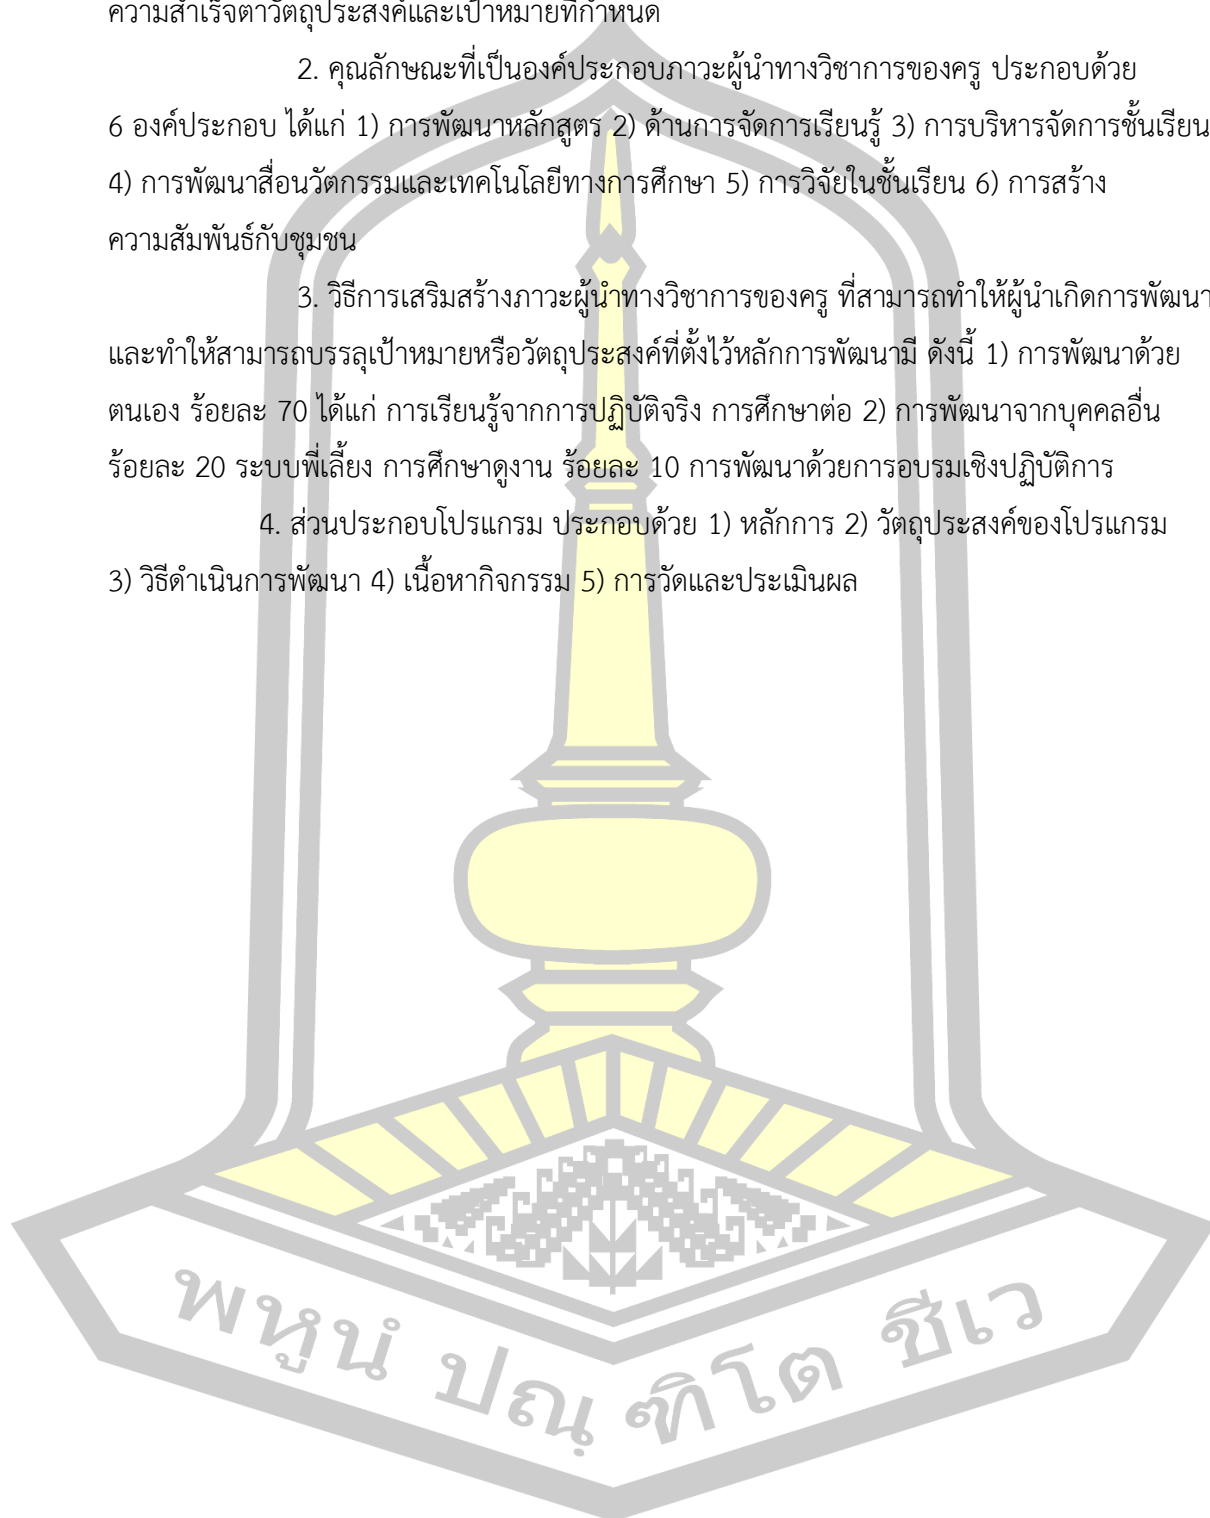 ความสำเร็จตาวัตถุประสงค์และเป้าหมายที่กำหนด
2. คุณลักษณะที่เป็นองค์ประกอบภาวะผู้นำทางวิชาการของครู ประกอบด้วย
6 องค์ประกอบ ได้แก่ 1) การพัฒนาหลักสูตร 2) ด้านการจัดการเรียนรู้ 3) การบริหารจัดการชั้นเรียน
4) การพัฒนาสื่อนวัตกรรมและเทคโนโลยีทางการศึกษา 5) การวิจัยในชั้นเรียน 6) การสร้าง
ความสัมพันธ์กับชุมชน
3. วิธีการเสริมสร้างภาวะผู้นำทางวิชาการของครู ที่สามารถทำให้ผู้นำเกิดการพัฒนา
และทำให้สามารถบรรลุเป้าหมายหรือวัตถุประสงค์ที่ตั้งไว้หลักการพัฒนามี ดังนี้ 1) การพัฒนาด้วย
ตนเอง ร้อยละ 70 ได้แก่ การเรียนรู้จากการปฏิบัติจริง การศึกษาต่อ 2) การพัฒนาจากบุคคลอื่น
ร้อยละ 20 ระบบพี่เลี้ยง การศึกษาดูงาน ร้อยละ 10 การพัฒนาด้วยการอบรมเชิงปฏิบัติการ
4. ส่วนประกอบโปรแกรม ประกอบด้วย 1) หลักการ 2) วัตถุประสงค์ของโปรแกรม
3) วิธีดำเนินการพัฒนา 4) เนื้อหากิจกรรม 5) การวัดและประเมินผล
พหูนํ ปณฺฑิโต ชีเว